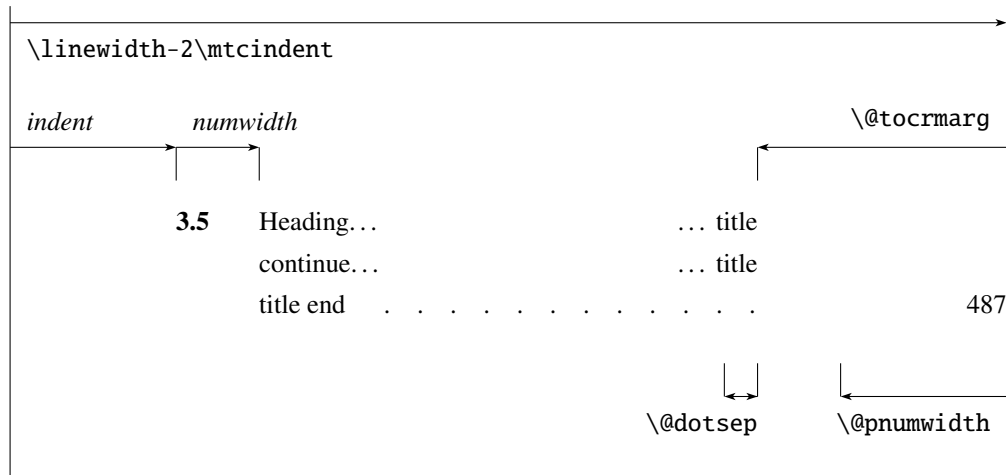 \linewidth-2\mtcindent
indent numwidth \@tocrmarg
3.5 Heading... ... title
continue... ... title
title end . . . . . . . . . . . . 487
\@dotsep \@pnumwidth